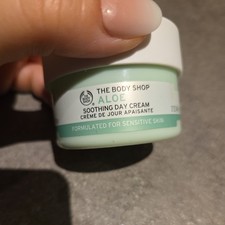 THE BODY SHOP
ALOE
SOOTHING DAY CREAM
CRÈME DE JOUR APAISANTE
FORMULATED FOR SENSITIVE SKIN